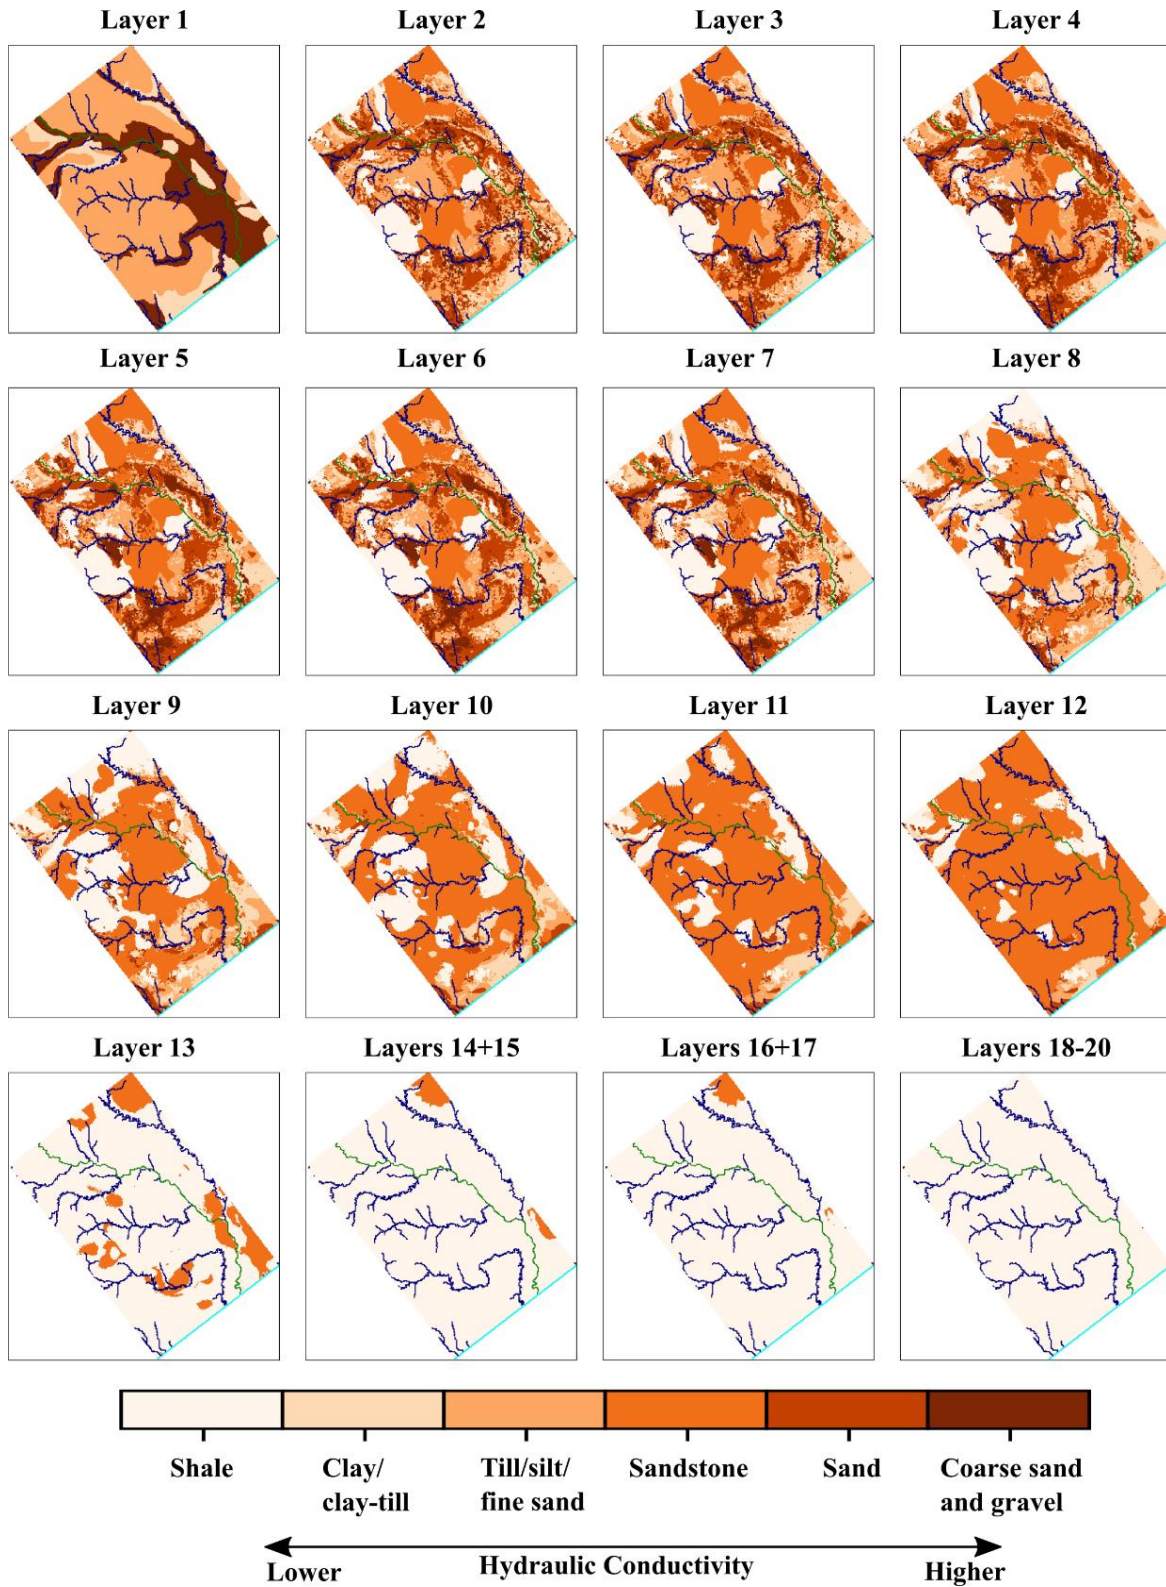 Layer 1
Layer 2
Layer 3
Layer 4
Layer 5
Layer 6
Layer 7
Layer 8
Layer 9
Layer 10
Layer 11
Layer 12
Layer 13
Layers 14+15
Layers 16+17
Layers 18-20
Shale
Clay/
clay-till
Till/silt/
fine sand
Sandstone
Sand
Coarse sand
and gravel
Lower
Hydraulic Conductivity
Higher